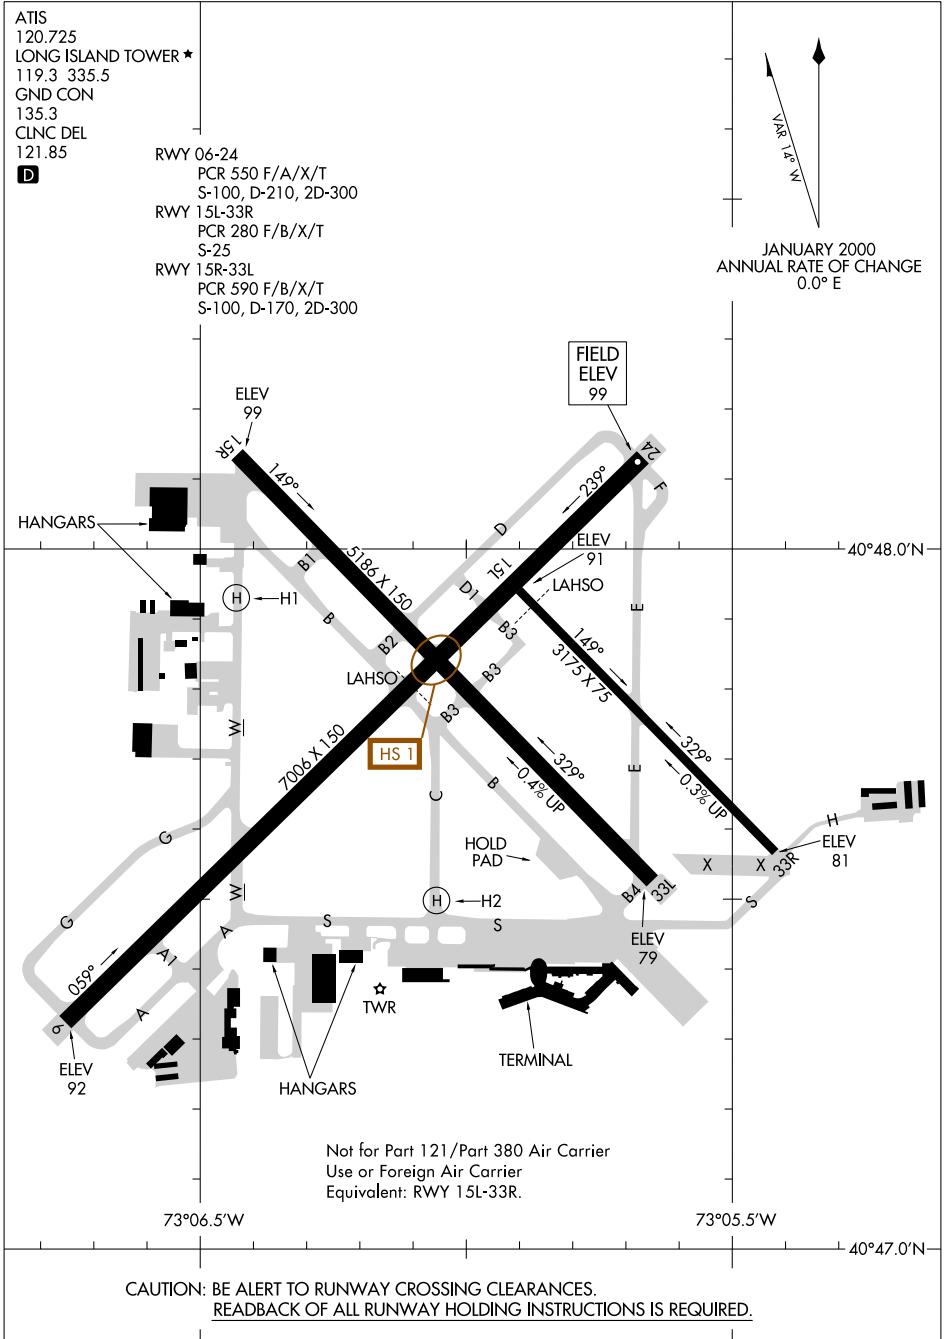 ATIS
120.725
LONG ISLAND TOWER ★
119.3 335.5
GND CON
135.3
CLNC DEL
121.85
D
RWY 06-24
PCR 550 F/A/X/T
S-100, D-210, 2D-300
RWY 15L-33R
PCR 280 F/B/X/T
S-25
RWY 15R-33L
PCR 590 F/B/X/T
S-100, D-170, 2D-300
VAR 14° W
JANUARY 2000
ANNUAL RATE OF CHANGE
0.0° E
FIELD
ELEV
99
ELEV
99
15R
149°
24
239°
F
D
HANGARS
5186 X 150
B1
15L
ELEV
91
40°48.0'N
LAHSO
D1
H
H1
B
B2
B3
E
149°
3175 X 75
LAHSO
B3
B3
W
7006 X 150
HS 1
329°
0.4% UP
B
E
329°
0.3% UP
C
G
HOLD
PAD
H
ELEV
81
X
X
33R
W
H
H2
B4
33L
S
G
A
S
S
ELEV
79
A1
059°
A
6
TWR
ELEV
92
HANGARS
TERMINAL
Not for Part 121/Part 380 Air Carrier
Use or Foreign Air Carrier
Equivalent: RWY 15L-33R.
73°06.5'W
73°05.5'W
40°47.0'N
CAUTION: BE ALERT TO RUNWAY CROSSING CLEARANCES.
READBACK OF ALL RUNWAY HOLDING INSTRUCTIONS IS REQUIRED.